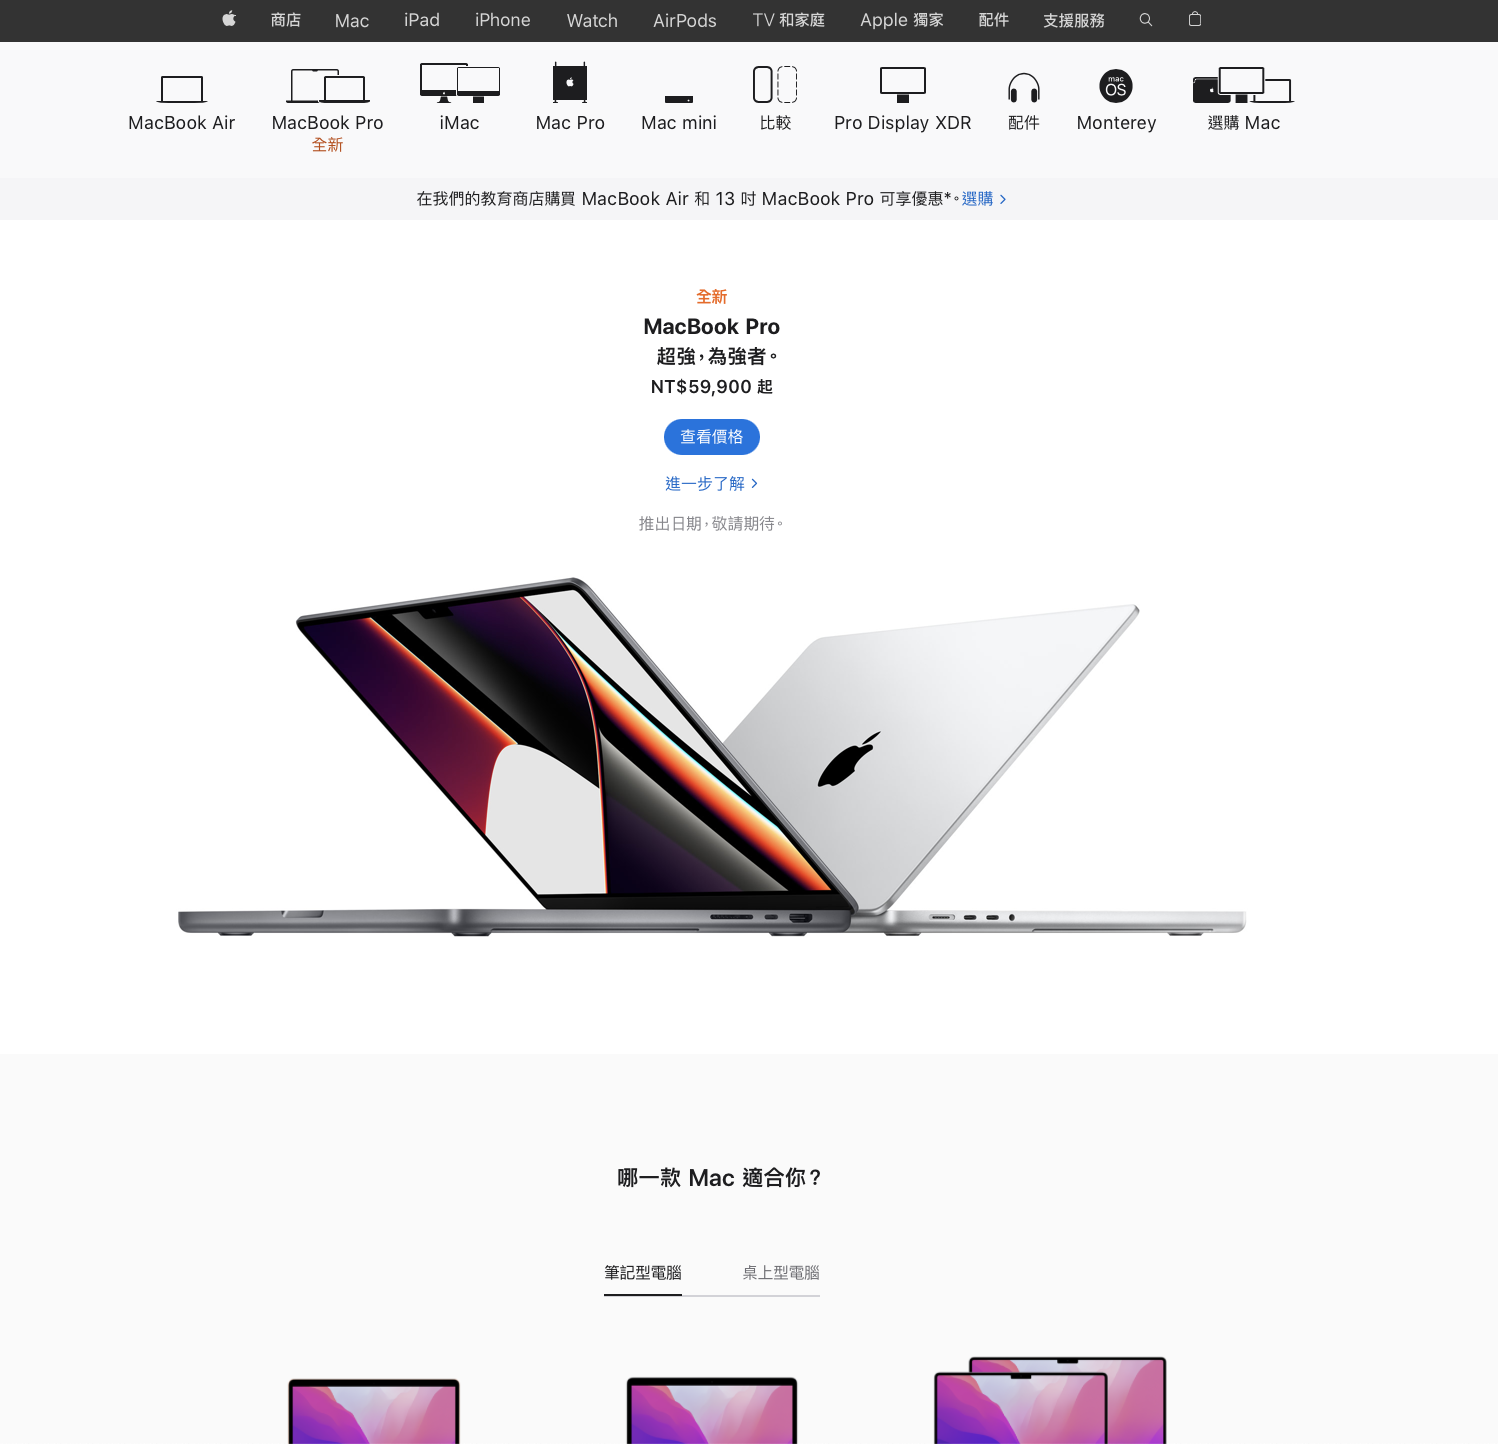 商店 Mac iPad iPhone Watch AirPods TV 和家庭 Apple 獨家 配件 支援服務
MacBook Air MacBook Pro iMac Mac Pro Mac mini 比較 Pro Display XDR 配件 macOS Monterey 選購 Mac
全新
在我們的教育商店購買 MacBook Air 和 13 吋 MacBook Pro 可享優惠*。選購 >
全新
MacBook Pro
超強，為強者。
NT$59,900 起
查看價格
進一步了解 >
推出日期，敬請期待。
哪一款 Mac 適合你？
筆記型電腦 桌上型電腦